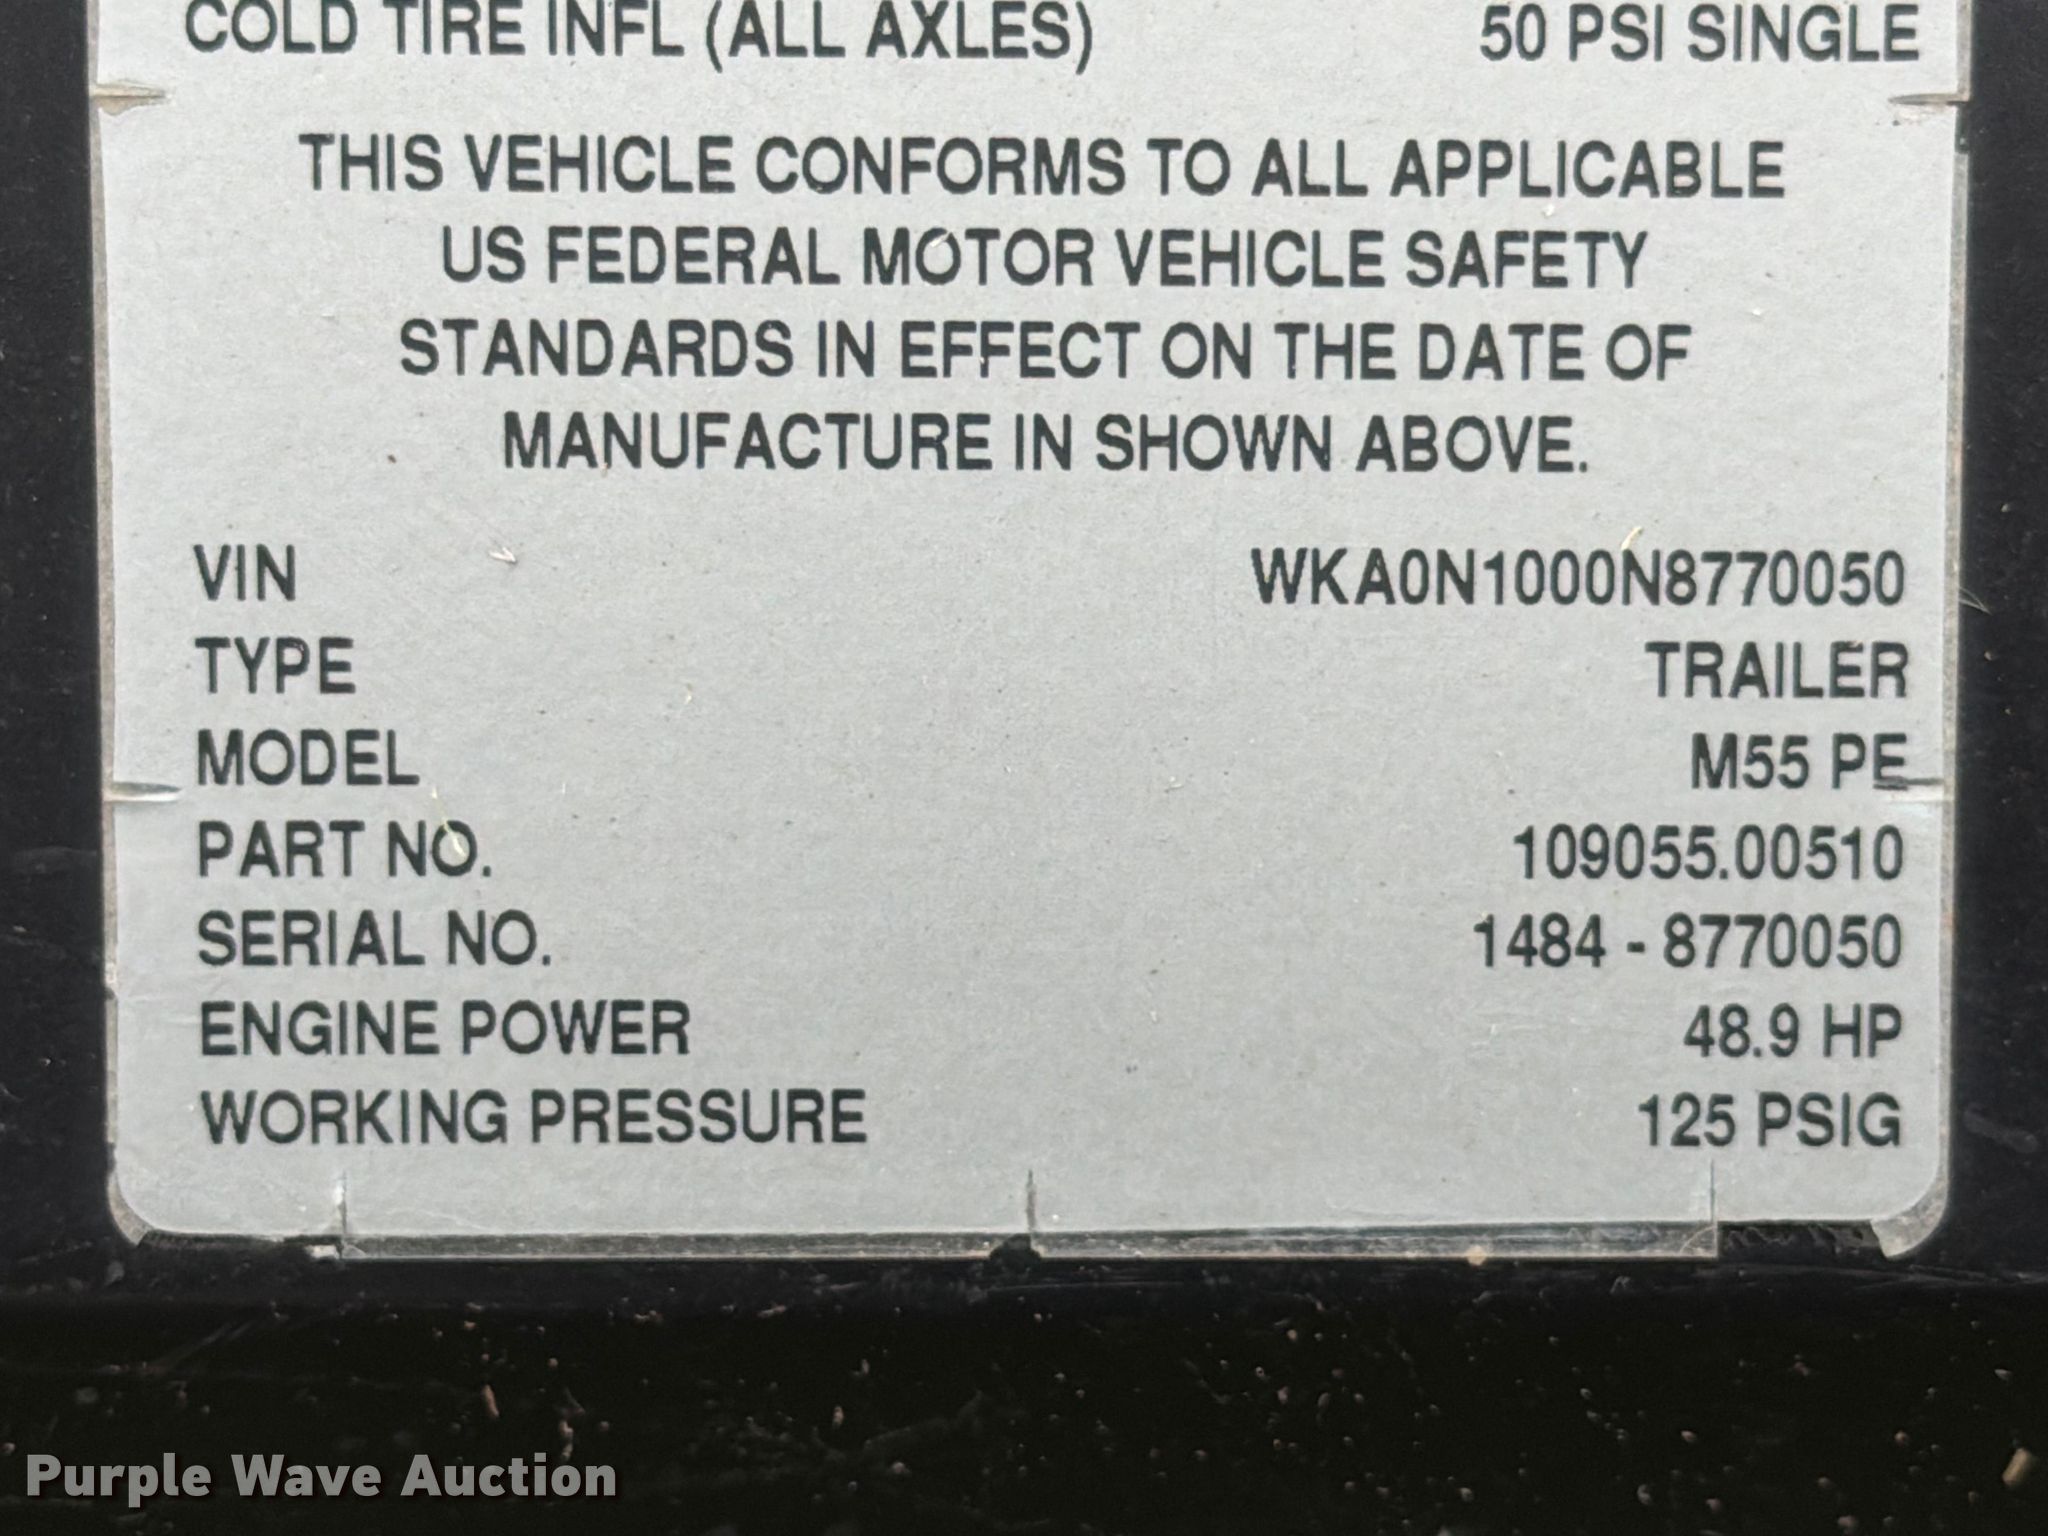 COLD TIRE INFL (ALL AXLES) 50 PSI SINGLE
THIS VEHICLE CONFORMS TO ALL APPLICABLE
US FEDERAL MOTOR VEHICLE SAFETY
STANDARDS IN EFFECT ON THE DATE OF
MANUFACTURE IN SHOWN ABOVE.
VIN WKA0N1000N8770050
TYPE TRAILER
MODEL M55 PE
PART NO. 109055.00510
SERIAL NO. 1484 - 8770050
ENGINE POWER 48.9 HP
WORKING PRESSURE 125 PSIG
Purple Wave Auction